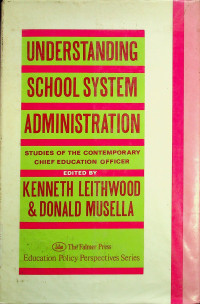 UNDERSTANDING
SCHOOL SYSTEM
ADMINISTRATION
STUDIES OF THE CONTEMPORARY
CHIEF EDUCATION OFFICER
EDITED BY
KENNETH LEITHWOOD
& DONALD MUSELLA
The Falmer Press
Education Policy Perspectives Series